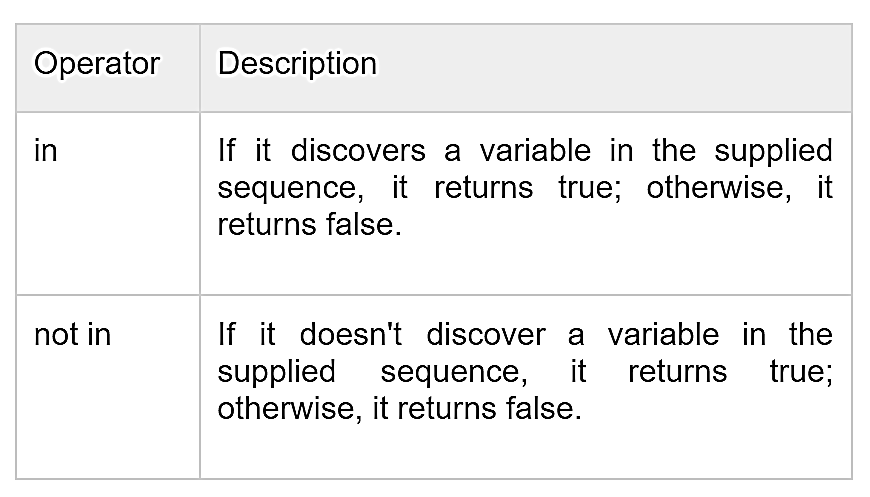 Operator Description
in
If it discovers a variable in the supplied
sequence, it returns true; otherwise, it
returns false.
not in
If it doesn't discover a variable in the
supplied sequence, it returns true;
otherwise, it returns false.